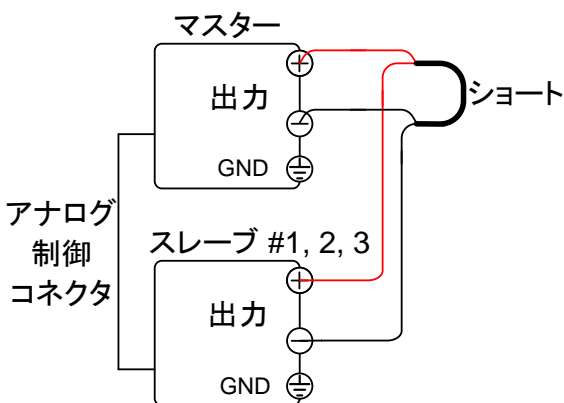 マスター
出力
GND
ショート
アナログ
制御
コネクタ
スレーブ #1, 2, 3
出力
GND